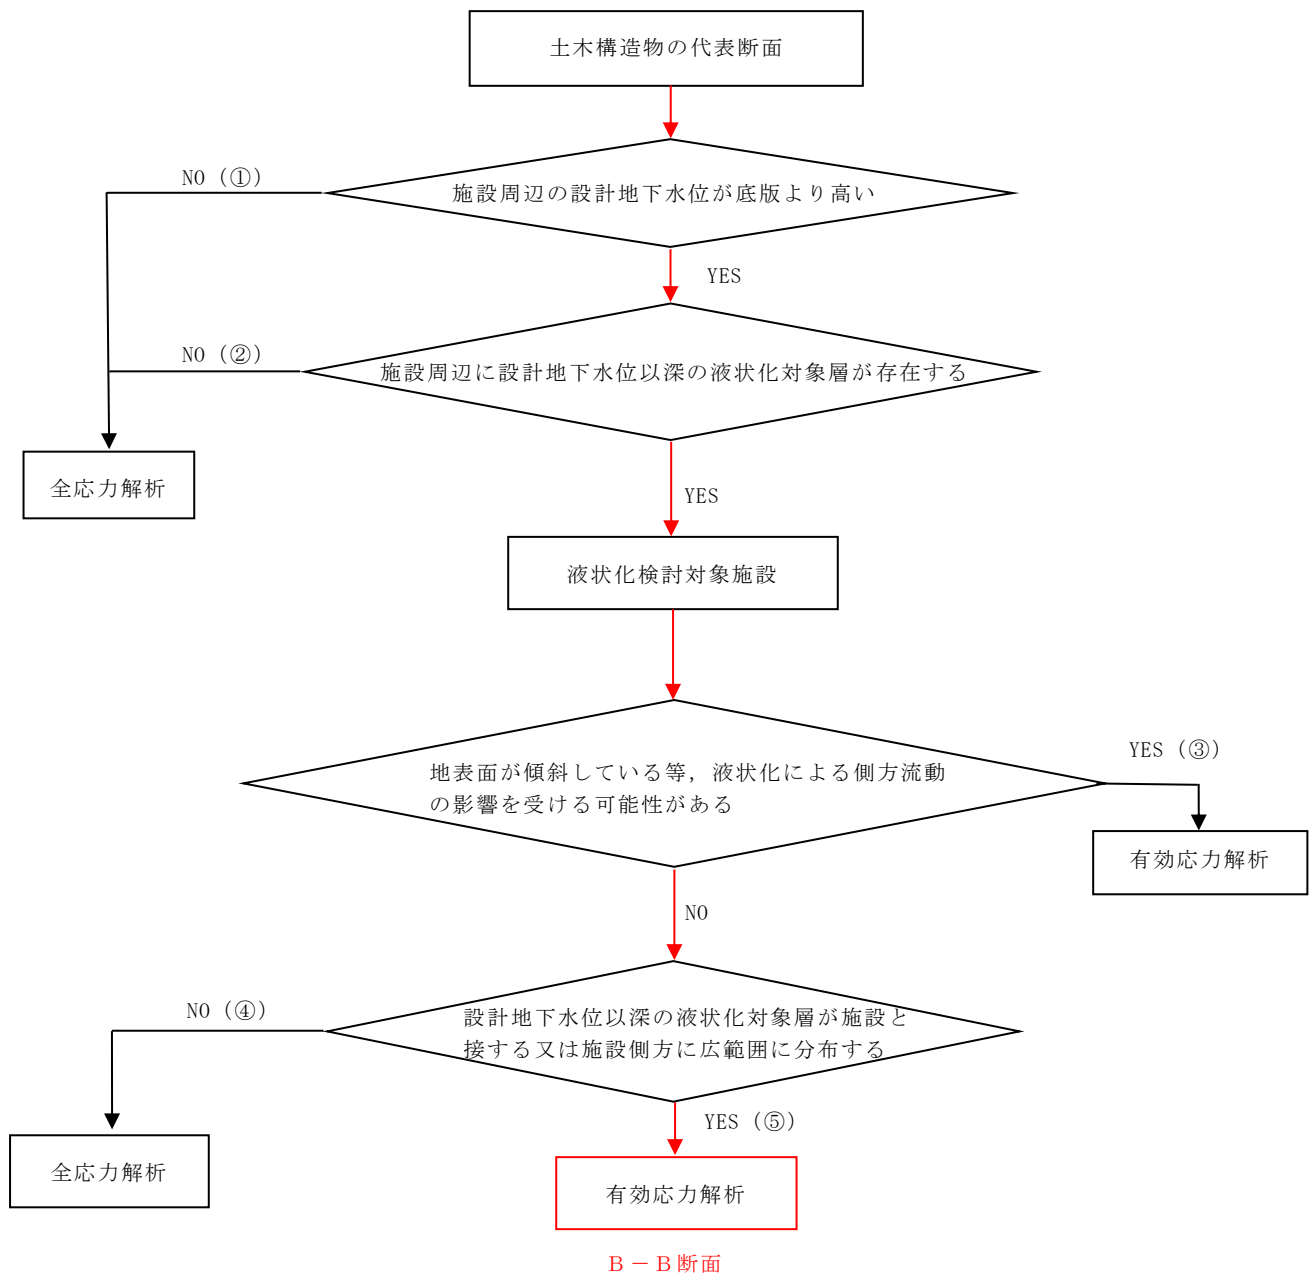 土木構造物の代表断面
NO（①）
施設周辺の設計地下水位が底版より高い
YES
NO（②）
施設周辺に設計地下水位以深の液状化対象層が存在する
全応力解析
YES
液状化検討対象施設
YES（③）
地表面が傾斜している等，液状化による側方流動
の影響を受ける可能性がある
有効応力解析
NO
NO（④）
設計地下水位以深の液状化対象層が施設と
接する又は施設側方に広範囲に分布する
YES（⑤）
全応力解析
有効応力解析
Ｂ－Ｂ断面